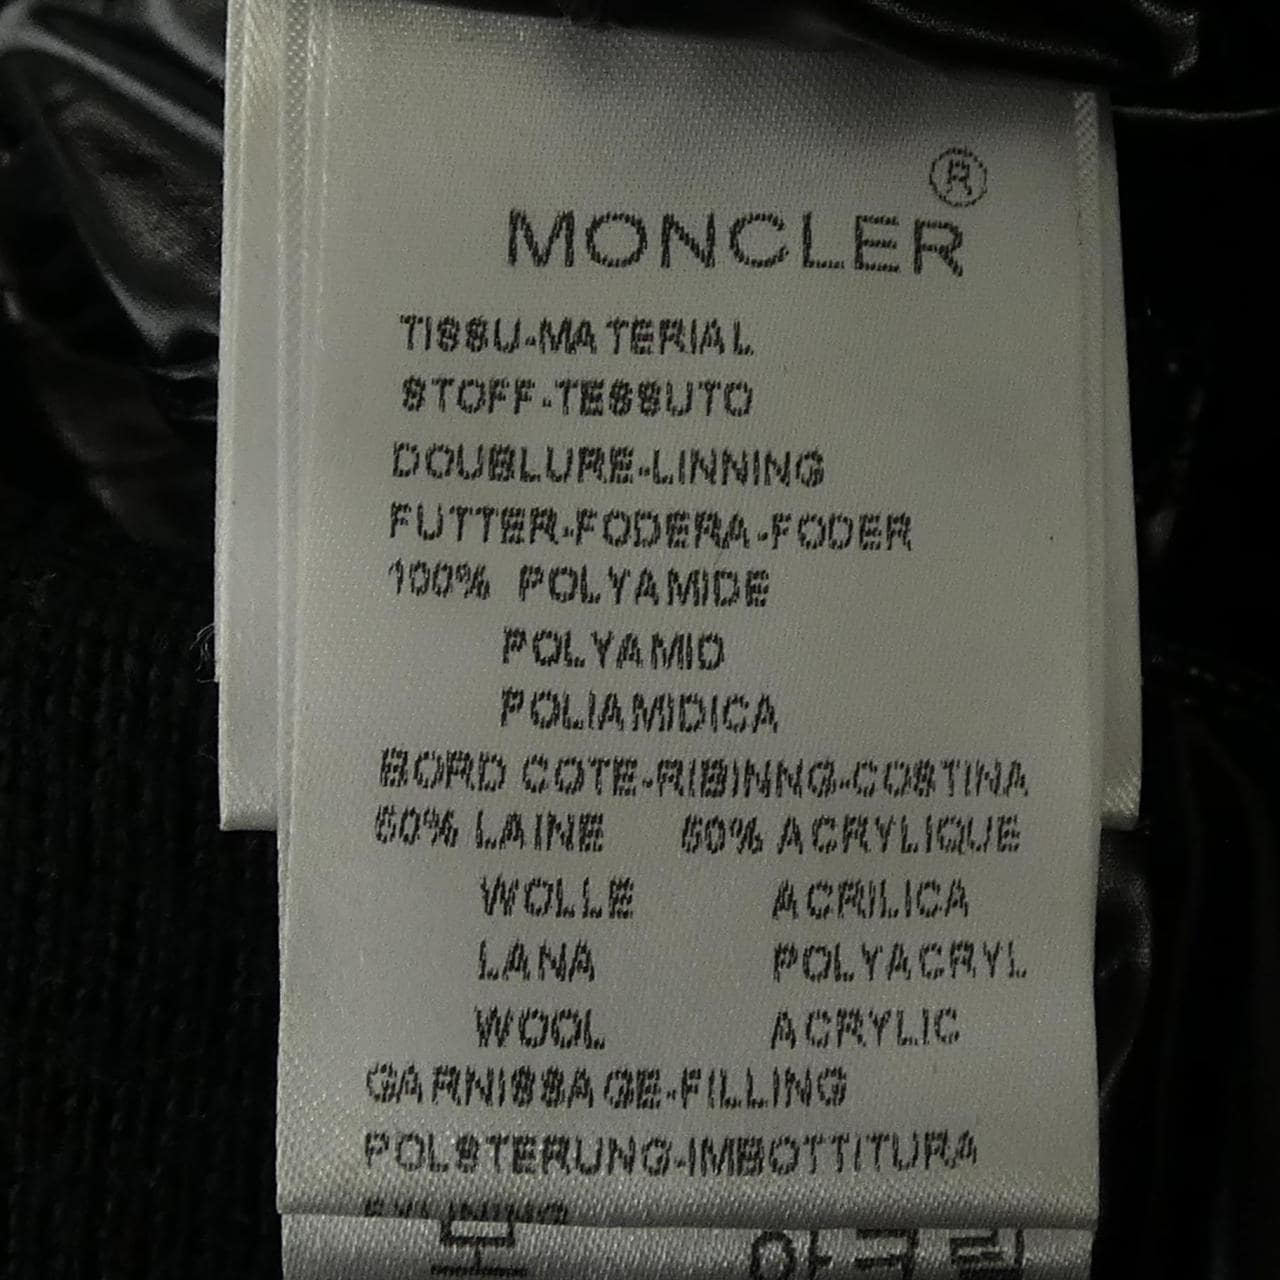 MONCLER®
TISSU-MATERIAL
STOFF-TESSUTO
DOUBLURE-LINNING
FUTTER-FODERA-FODER
100% POLYAMIDE
POLYAMID
POLIAMIDICA
BORD COTE-RIBINNG-COSTINA
50% LAINE 50% ACRYLIQUE
WOLLE ACRILICA
LANA POLYACRYL
WOOL ACRYLIC
GARNISSAGE-FILLING
POLSTERUNG-IMBOTTITURA